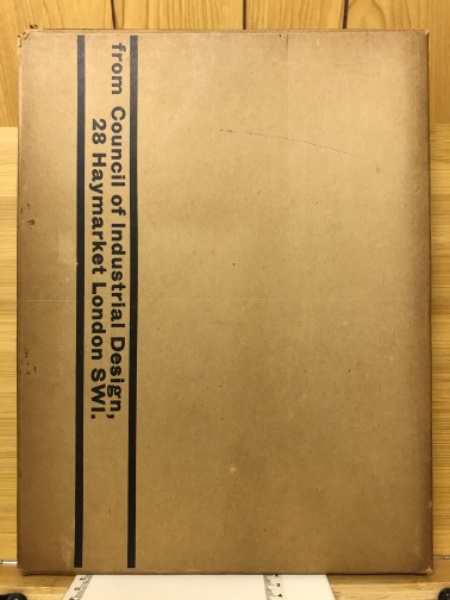 from Council of Industrial Design,
28 Haymarket London SW1.